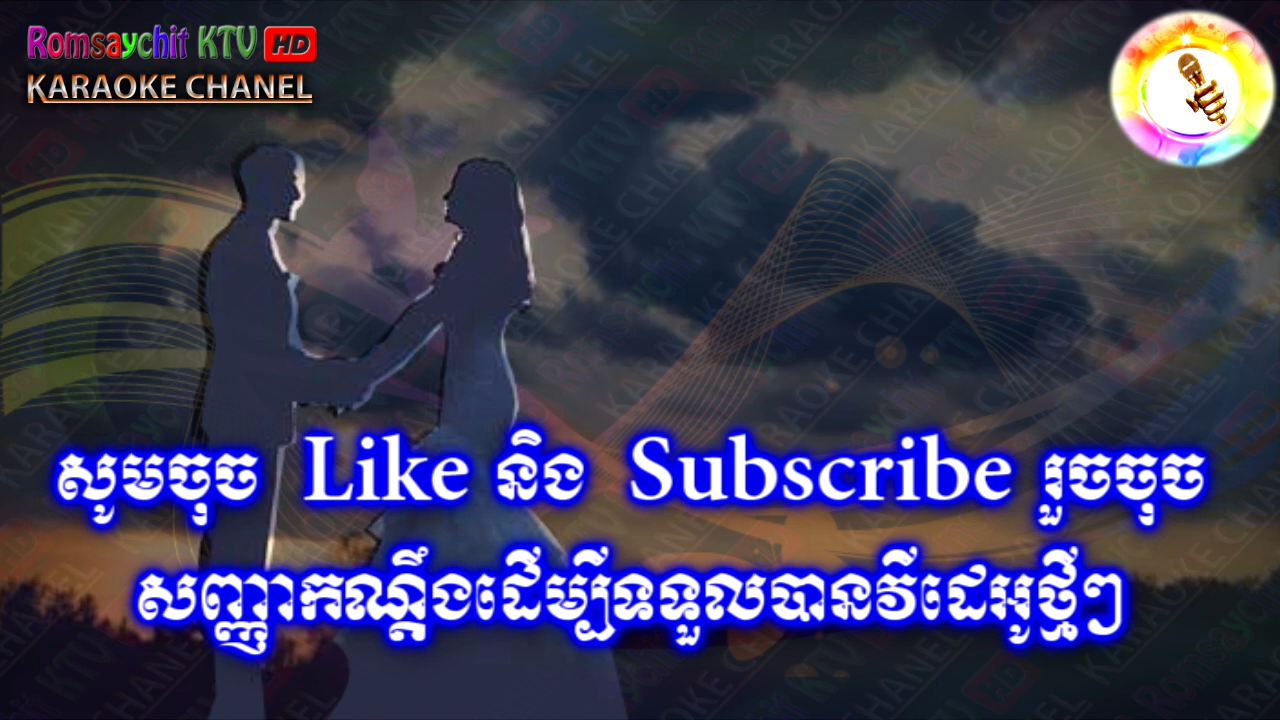 Romsaychit KTV HD
KARAOKE CHANEL
សូមចុច Like និង Subscribe រួចចុច
សញ្ញាកណ្ដឹងដើម្បីទទួលបានវីដេអូថ្មីៗ